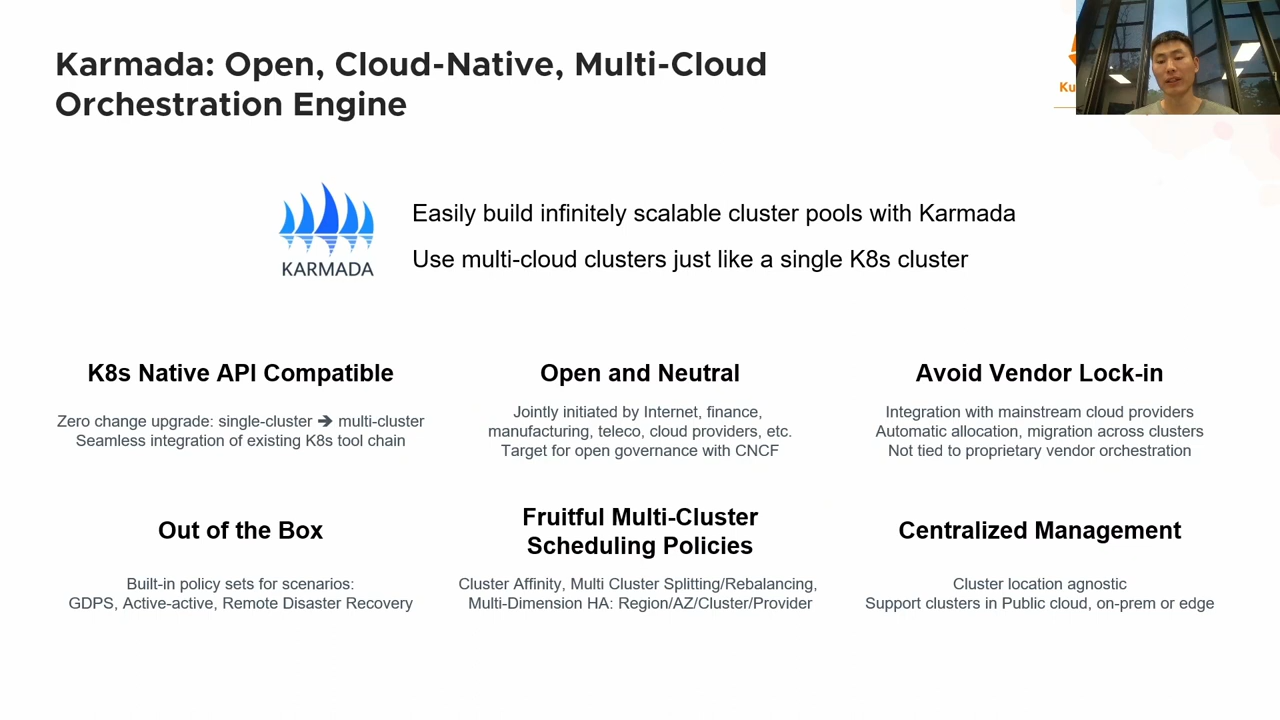 Karmada: Open, Cloud-Native, Multi-Cloud
Orchestration Engine
Ku
KARMADA
Easily build infinitely scalable cluster pools with Karmada
Use multi-cloud clusters just like a single K8s cluster
K8s Native API Compatible
Zero change upgrade: single-cluster ➔ multi-cluster
Seamless integration of existing K8s tool chain
Open and Neutral
Jointly initiated by Internet, finance,
manufacturing, teleco, cloud providers, etc.
Target for open governance with CNCF
Avoid Vendor Lock-in
Integration with mainstream cloud providers
Automatic allocation, migration across clusters
Not tied to proprietary vendor orchestration
Out of the Box
Built-in policy sets for scenarios:
GDPS, Active-active, Remote Disaster Recovery
Fruitful Multi-Cluster
Scheduling Policies
Cluster Affinity, Multi Cluster Splitting/Rebalancing,
Multi-Dimension HA: Region/AZ/Cluster/Provider
Centralized Management
Cluster location agnostic
Support clusters in Public cloud, on-prem or edge